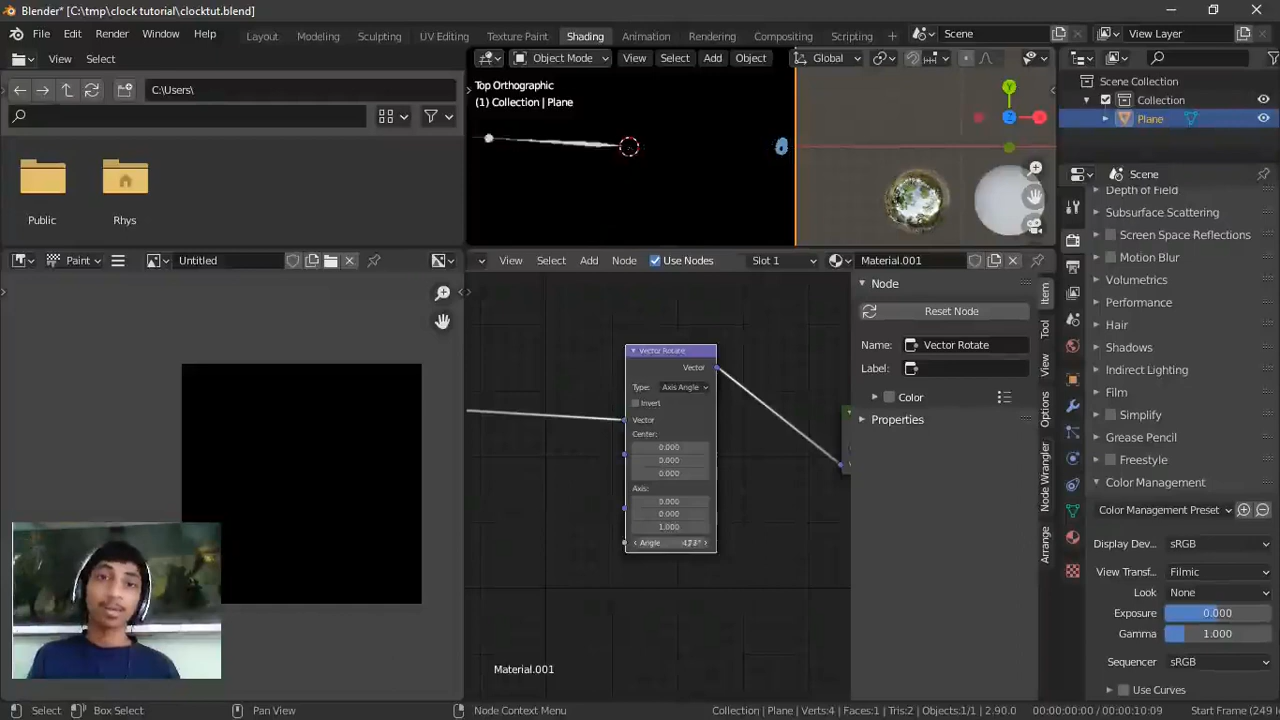 Blender* [C:\tmp\clock tutorial\clocktut.blend]
File Edit Render Window Help Layout Modeling Sculpting UV Editing Texture Paint Shading Animation Rendering Compositing Scripting + Scene View Layer
View Select
Object Mode View Select Add Object Global
C:\Users\
Top Orthographic
(1) Collection | Plane
Scene Collection
Collection
Plane
Public
Rhys
Scene
Depth of Field
Subsurface Scattering
Screen Space Reflections
Motion Blur
Volumetrics
Performance
Hair
Shadows
Indirect Lighting
Film
Simplify
Grease Pencil
Freestyle
Color Management
Color Management Preset
Display Dev... sRGB
View Transf... Filmic
Look None
Exposure 0.000
Gamma 1.000
Sequencer sRGB
Use Curves
Paint Untitled
View Select Add Node Use Nodes Slot 1 Material.001
Vector Rotate
Vector
Type: Axis Angle
Invert
Vector
Center:
0.000
0.000
0.000
Axis:
0.000
0.000
1.000
Angle
Node
Reset Node
Name: Vector Rotate
Label:
Color
Properties
Item
Tool
View
Options
Node Wrangler
Arrange
Material.001
Select Box Select Pan View Node Context Menu
Collection | Plane | Verts:4 | Faces:1 | Tris:2 | Objects:1/1 | 2.90.0
00:00:00:00 / 00:00:10:09
Start Frame (249 l